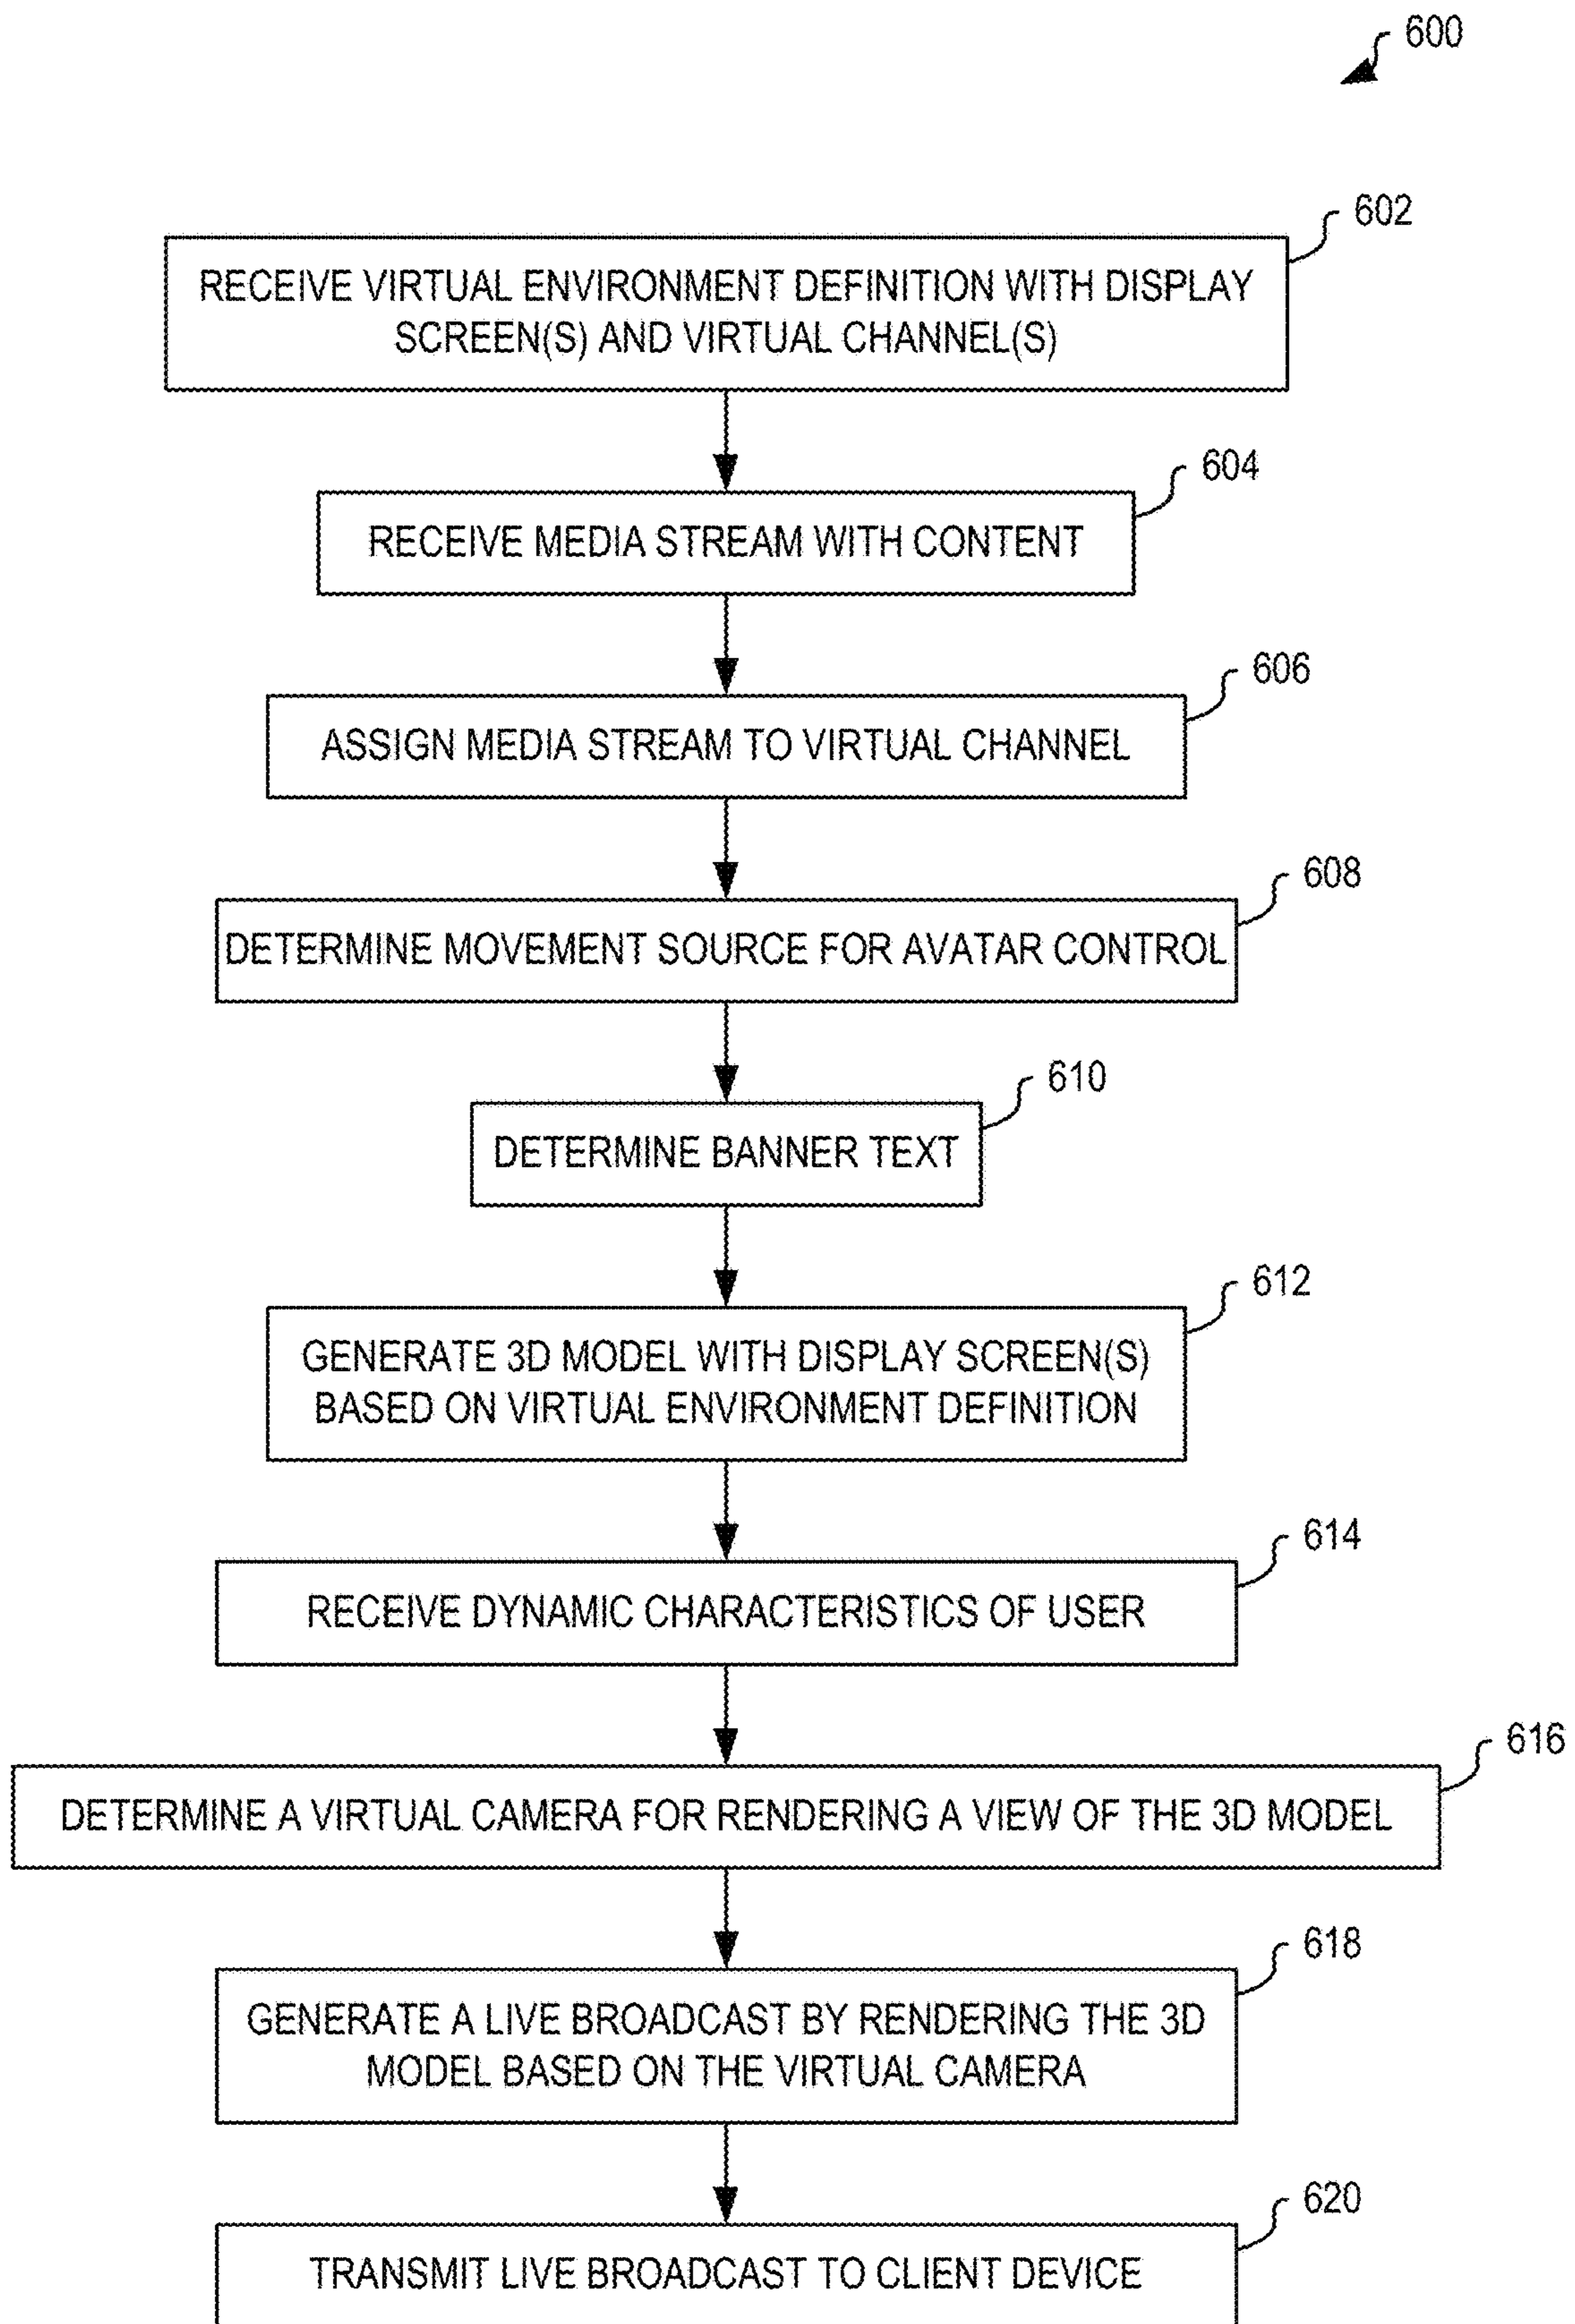 600
602
RECEIVE VIRTUAL ENVIRONMENT DEFINITION WITH DISPLAY
SCREEN(S) AND VIRTUAL CHANNEL(S)
604
RECEIVE MEDIA STREAM WITH CONTENT
606
ASSIGN MEDIA STREAM TO VIRTUAL CHANNEL
608
DETERMINE MOVEMENT SOURCE FOR AVATAR CONTROL
610
DETERMINE BANNER TEXT
612
GENERATE 3D MODEL WITH DISPLAY SCREEN(S)
BASED ON VIRTUAL ENVIRONMENT DEFINITION
614
RECEIVE DYNAMIC CHARACTERISTICS OF USER
616
DETERMINE A VIRTUAL CAMERA FOR RENDERING A VIEW OF THE 3D MODEL
618
GENERATE A LIVE BROADCAST BY RENDERING THE 3D
MODEL BASED ON THE VIRTUAL CAMERA
620
TRANSMIT LIVE BROADCAST TO CLIENT DEVICE